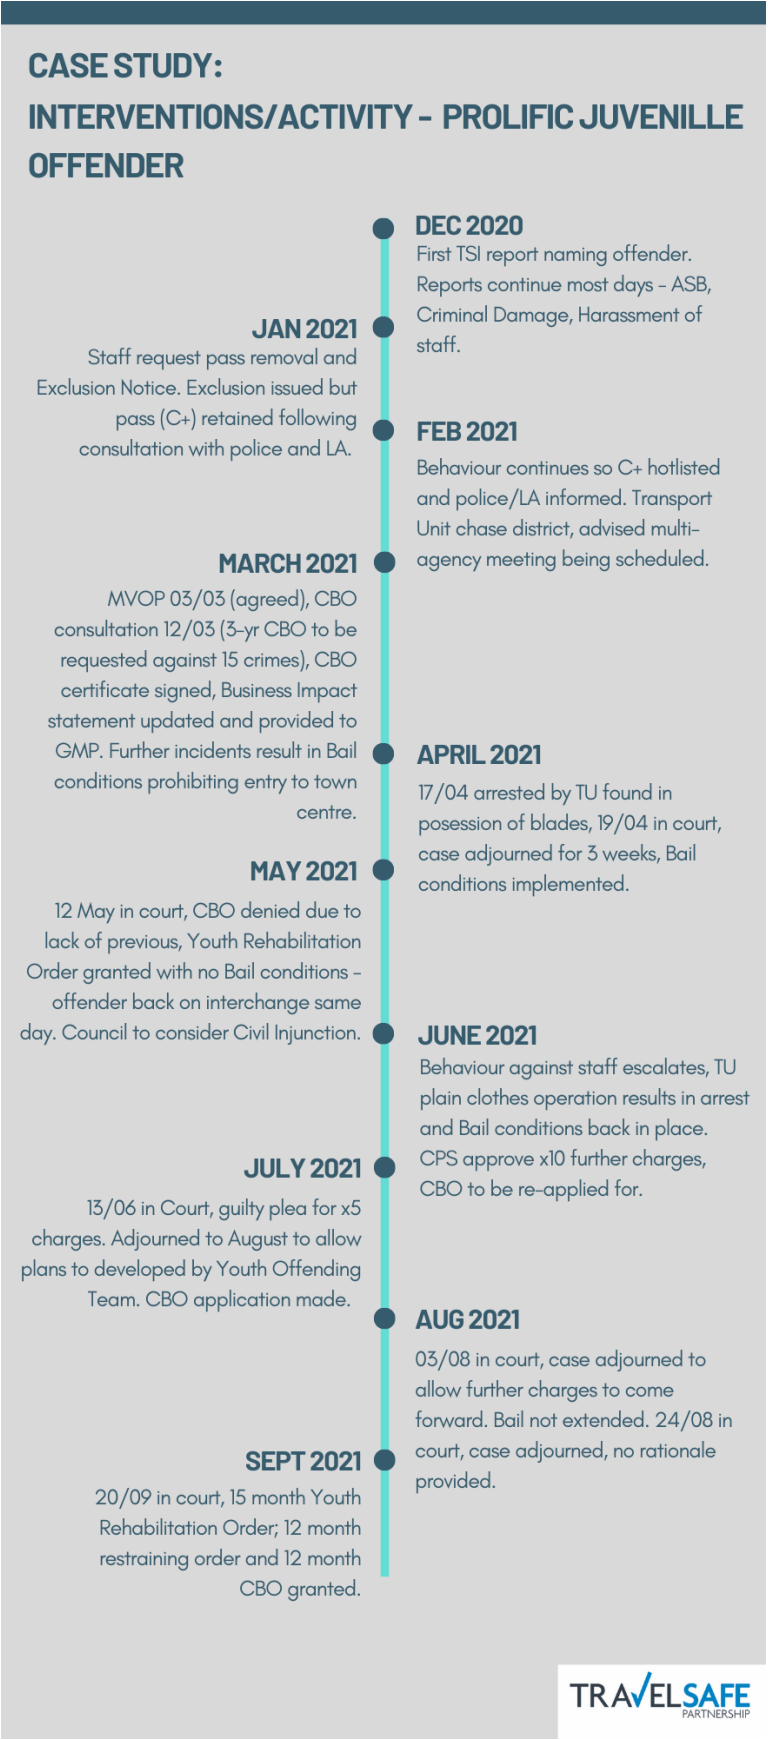 CASE STUDY:
INTERVENTIONS/ACTIVITY - PROLIFIC JUVENILLE
OFFENDER
DEC 2020
First TSI report naming offender.
Reports continue most days - ASB,
Criminal Damage, Harassment of
staff.
JAN 2021
Staff request pass removal and
Exclusion Notice. Exclusion issued but
pass (C+) retained following
consultation with police and LA.
FEB 2021
Behaviour continues so C+ hotlisted
and police/LA informed. Transport
Unit chase district, advised multi-
agency meeting being scheduled.
MARCH 2021
MVOP 03/03 (agreed), CBO
consultation 12/03 (3-yr CBO to be
requested against 15 crimes), CBO
certificate signed, Business Impact
statement updated and provided to
GMP. Further incidents result in Bail
conditions prohibiting entry to town
centre.
APRIL 2021
17/04 arrested by TU found in
posession of blades, 19/04 in court,
case adjourned for 3 weeks, Bail
conditions implemented.
MAY 2021
12 May in court, CBO denied due to
lack of previous, Youth Rehabilitation
Order granted with no Bail conditions -
offender back on interchange same
day. Council to consider Civil Injunction.
JUNE 2021
Behaviour against staff escalates, TU
plain clothes operation results in arrest
and Bail conditions back in place.
CPS approve x10 further charges,
CBO to be re-applied for.
JULY 2021
13/06 in Court, guilty plea for x5
charges. Adjourned to August to allow
plans to developed by Youth Offending
Team. CBO application made.
AUG 2021
03/08 in court, case adjourned to
allow further charges to come
forward. Bail not extended. 24/08 in
court, case adjourned, no rationale
provided.
SEPT 2021
20/09 in court, 15 month Youth
Rehabilitation Order; 12 month
restraining order and 12 month
CBO granted.
TRAVELSAFE
PARTNERSHIP